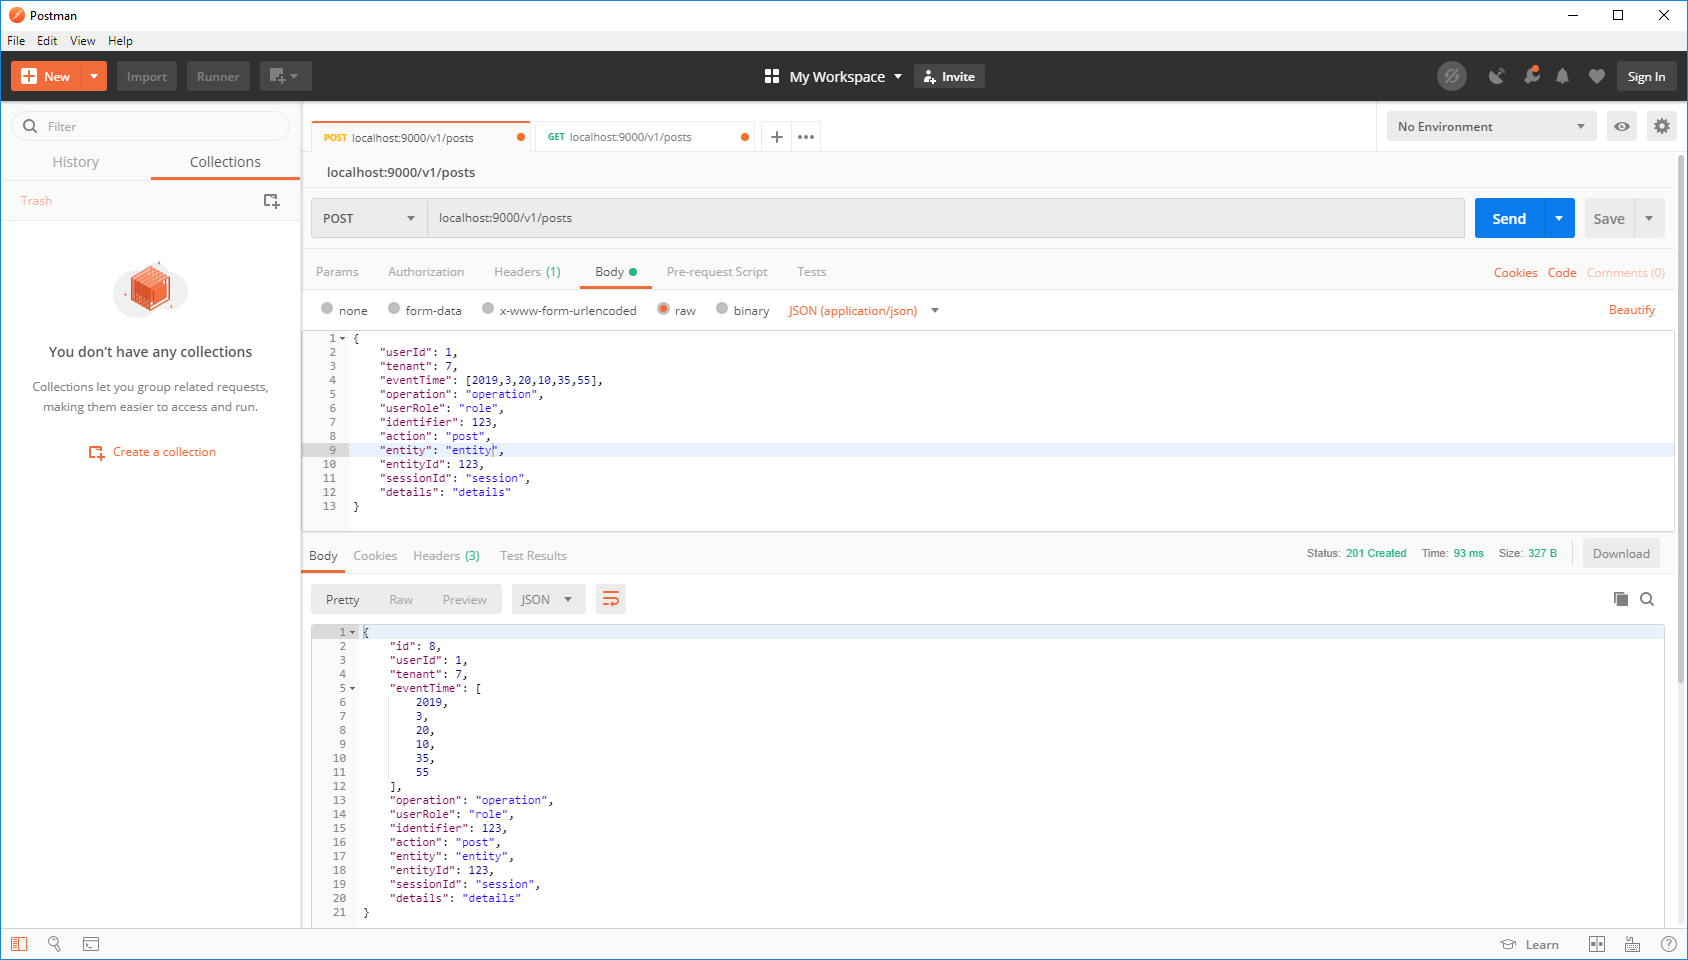 Postman
File Edit View Help
New Import Runner My Workspace Invite Sign In
Filter
History Collections
Trash
You don't have any collections
Collections let you group related requests,
making them easier to access and run.
Create a collection
POST localhost:9000/v1/posts GET localhost:9000/v1/posts No Environment
localhost:9000/v1/posts
POST localhost:9000/v1/posts Send Save
Params Authorization Headers (1) Body Pre-request Script Tests Cookies Code Comments (0)
none form-data x-www-form-urlencoded raw binary JSON (application/json) Beautify
1 {
2 "userId": 1,
3 "tenant": 7,
4 "eventTime": [2019,3,20,10,35,55],
5 "operation": "operation",
6 "userRole": "role",
7 "identifier": 123,
8 "action": "post",
9 "entity": "entity",
10 "entityId": 123,
11 "sessionId": "session",
12 "details": "details"
13 }
Body Cookies Headers (3) Test Results Status: 201 Created Time: 93 ms Size: 327 B Download
Pretty Raw Preview JSON
1 {
2 "id": 8,
3 "userId": 1,
4 "tenant": 7,
5 "eventTime": [
6 2019,
7 3,
8 20,
9 10,
10 35,
11 55
12 ],
13 "operation": "operation",
14 "userRole": "role",
15 "identifier": 123,
16 "action": "post",
17 "entity": "entity",
18 "entityId": 123,
19 "sessionId": "session",
20 "details": "details"
21 }
Learn